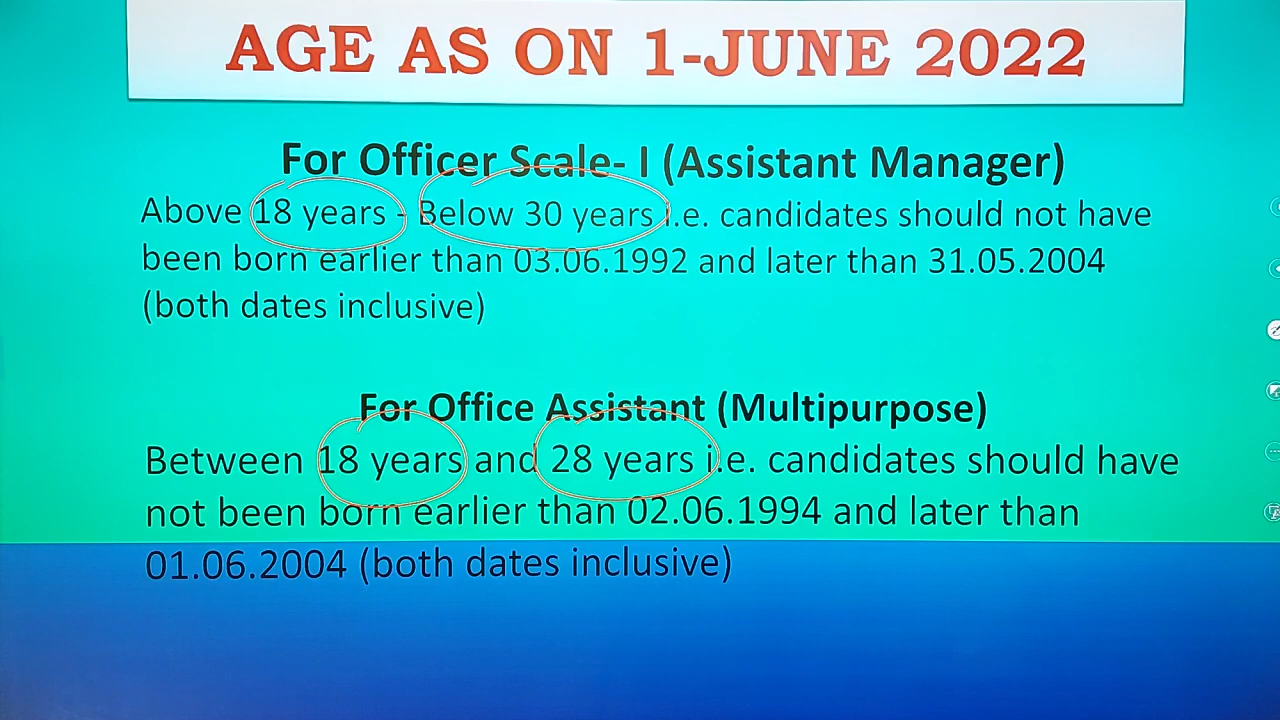 AGE AS ON 1-JUNE 2022
For Officer Scale- I (Assistant Manager)
Above 18 years - Below 30 years i.e. candidates should not have
been born earlier than 03.06.1992 and later than 31.05.2004
(both dates inclusive)
For Office Assistant (Multipurpose)
Between 18 years and 28 years i.e. candidates should have
not been born earlier than 02.06.1994 and later than
01.06.2004 (both dates inclusive)